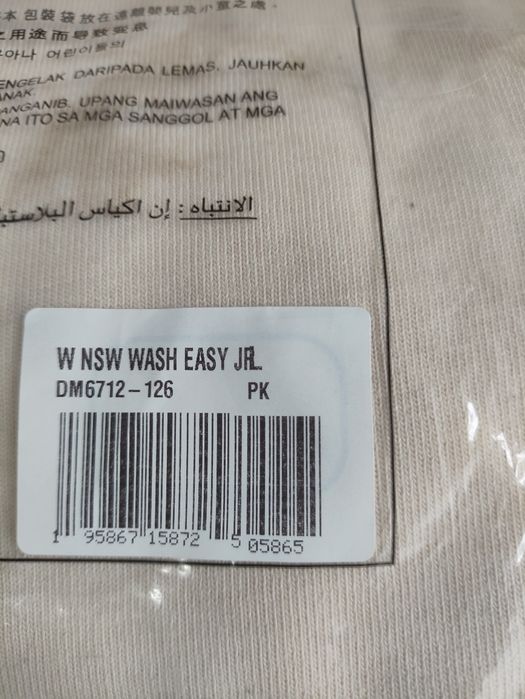 本包裝袋放在遠離嬰兒及小童之處。
用途而導致窒息
아나 어린이들의
ENGELAK DARIPADA LEMAS, JAUHKAN
ANAK.
PANGANIB. UPANG MAIWASAN ANG
NA ITO SA MGA SANGGOL AT MGA
الانتباه : إن اكياس البلاستي
W NSW WASH EASY JRL.
DM6712-126 PK
1 95867 15872 5 05865